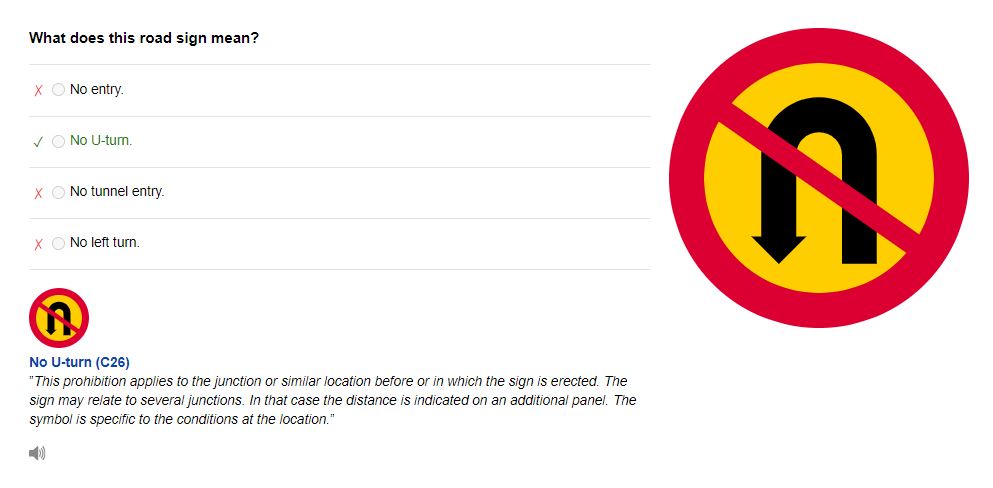 What does this road sign mean?
No entry.
No U-turn.
No tunnel entry.
No left turn.
No U-turn (C26)
"This prohibition applies to the junction or similar location before or in which the sign is erected. The
sign may relate to several junctions. In that case the distance is indicated on an additional panel. The
symbol is specific to the conditions at the location."